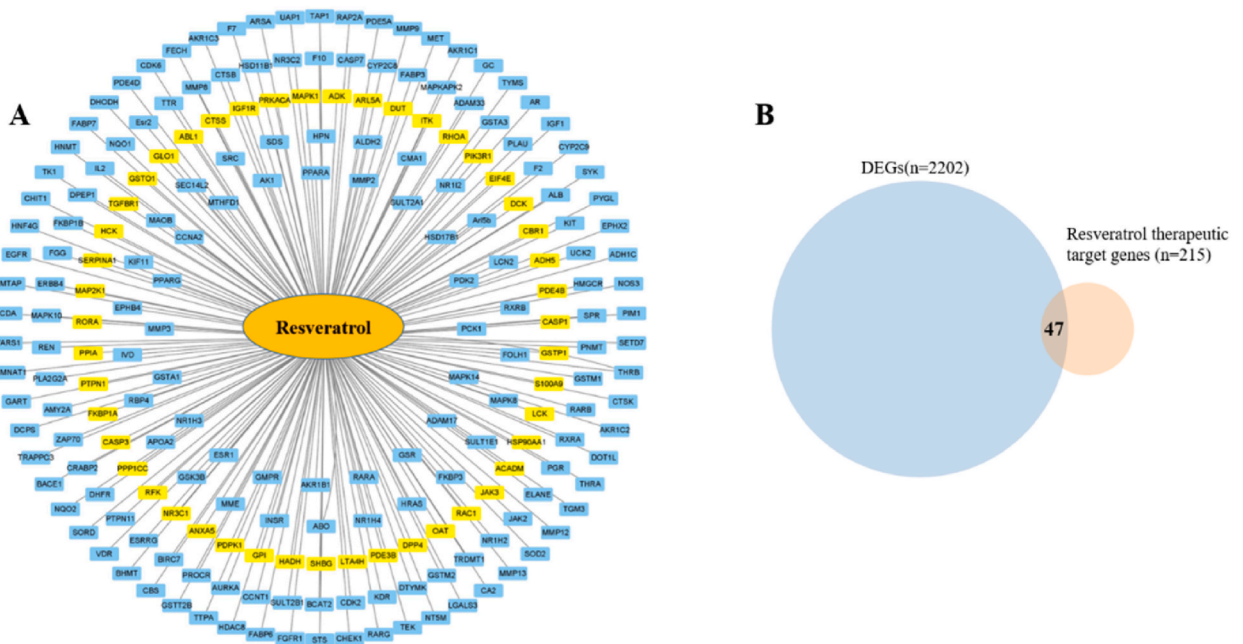 A
Resveratrol
TAP1
RAP2A
PDE5A
MMP9
MET
AKR1C1
GC
TYMS
AR
IGF1
CYP2C9
SYK
PYGL
EPHX2
ADH1C
NOS3
PIM1
SETD7
THRB
CTSK
AKR1C2
DOT1L
THRA
TGM3
MMP12
SOD2
MMP13
CA2
LGALS3
NT5M
TEK
RARG
CHEK1
STS
FGFR1
FABP6
HDAC8
TTPA
GSTT2B
CBS
BHMT
VDR
SORD
NQO2
BACE1
TRAPPC3
DCPS
GART
MNAT1
ARS1
CDA
MTAP
EGFR
HNF4G
CHIT1
TK1
HNMT
FABP7
DHODH
PDE4D
CDK6
FECH
AKR1C3
F7
ARSA
UAP1
F10
CASP7
CYP2C8
FABP3
MAPKAPK2
ADAM33
GSTA3
PLAU
F2
ALB
KIT
UCK2
HMGCR
SPR
PNMT
GSTM1
RARB
RXRA
PGR
ELANE
JAK2
NR1H2
TRDMT1
GSTM2
DTYMK
KDR
CDK2
BCAT2
SULT2B1
CCNT1
AURKA
PROCR
BIRC7
ESRRG
PTPN11
DHFR
CRABP2
ZAP70
AMY2A
PLA2G2A
REN
MAPK10
ERBB4
FGG
FKBP1B
DPEP1
IL2
NQO1
Esr2
TTR
MMP8
CTSB
HSD11B1
NR3C2
MAPK1
ADK
ARL5A
DUT
ITK
RHOA
PIK3R1
EIF4E
DCK
CBR1
ADH5
PDE4B
CASP1
GSTP1
S100A9
LCK
HSP90AA1
ACADM
JAK3
RAC1
OAT
DPP4
PDE3B
LTA4H
SHBG
HADH
GPI
PDPK1
ANXA5
NR3C1
RFK
PPP1CC
CASP3
FKBP1A
PTPN1
PPIA
RORA
MAP2K1
SERPINA1
HCK
TGFBR1
GSTO1
GLO1
ABL1
CTSS
IGF1R
PRKACA
HPN
ALDH2
CMA1
NR1I2
Arl5b
LCN2
RXRB
FOLH1
MAPK8
SULT1E1
FKBP3
HRAS
NR1H4
ABO
INSR
MME
GSK3B
APOA2
RBP4
IVD
EPHB4
KIF11
MAOB
SEC14L2
SRC
SDS
PPARA
MMP2
SULT2A1
HSD17B1
PDK2
PCK1
MAPK14
ADAM17
GSR
RARA
AKR1B1
GMPR
ESR1
NR1H3
GSTA1
MMP3
PPARG
CCNA2
MTHFD1
AK1
B
DEGs(n=2202)
Resveratrol therapeutic
target genes (n=215)
47